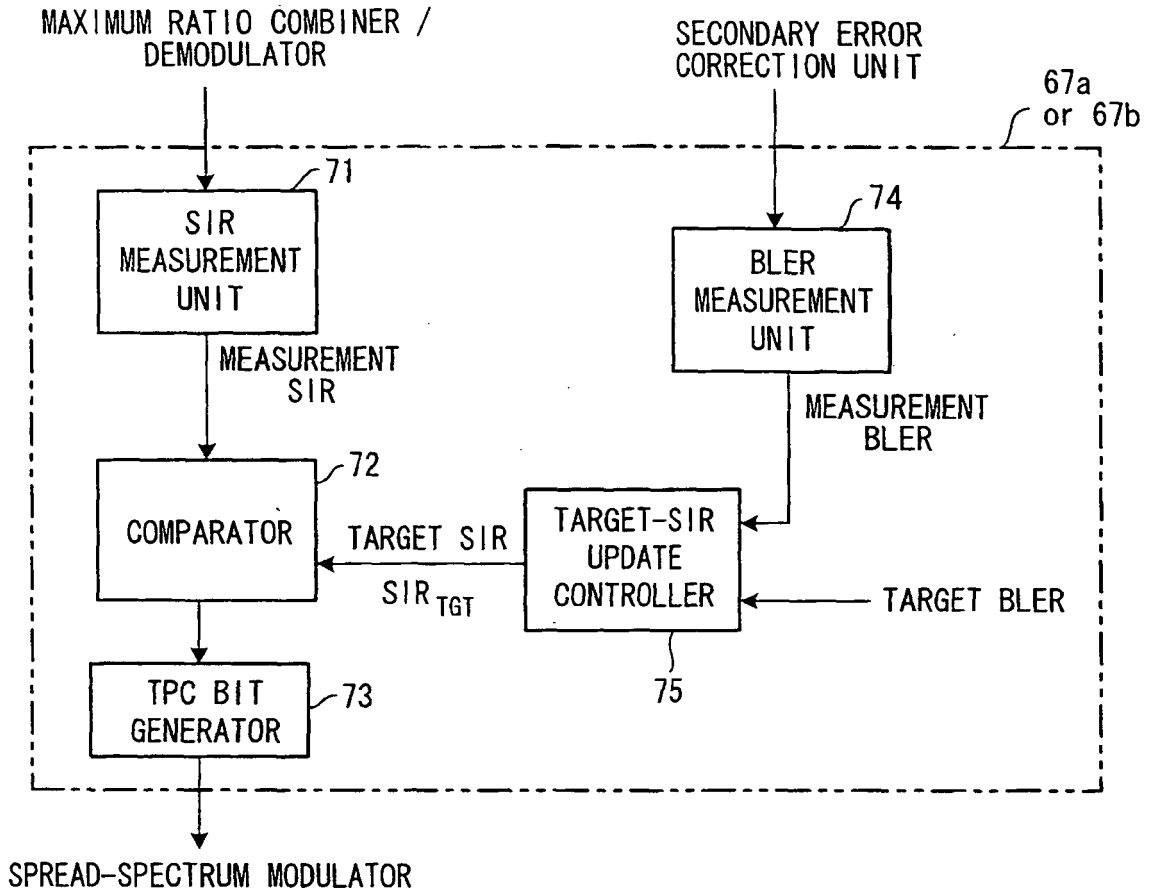 MAXIMUM RATIO COMBINER /
DEMODULATOR
SECONDARY ERROR
CORRECTION UNIT
67a
or 67b
71
SIR
MEASUREMENT
UNIT
74
BLER
MEASUREMENT
UNIT
MEASUREMENT
SIR
MEASUREMENT
BLER
72
COMPARATOR
TARGET SIR
SIR TGT
TARGET-SIR
UPDATE
CONTROLLER
TARGET BLER
75
TPC BIT
GENERATOR
73
SPREAD-SPECTRUM MODULATOR